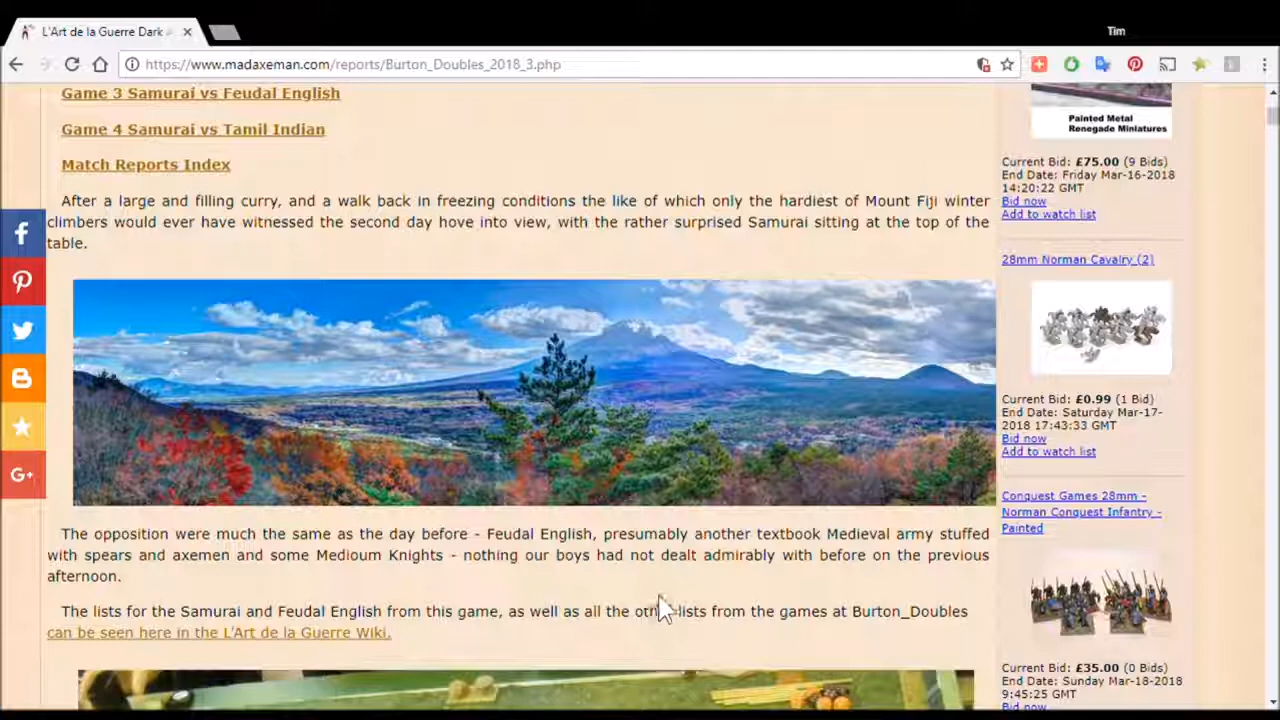 L'Art de la Guerre Dark
Tim
https://www.madaxeman.com/reports/Burton_Doubles_2018_3.php
Game 3 Samurai vs Feudal English
Game 4 Samurai vs Tamil Indian
Match Reports Index
After a large and filling curry, and a walk back in freezing conditions the like of which only the hardiest of Mount Fiji winter
climbers would ever have witnessed the second day hove into view, with the rather surprised Samurai sitting at the top of the
table.
The opposition were much the same as the day before - Feudal English, presumably another textbook Medieval army stuffed
with spears and axemen and some Medioum Knights - nothing our boys had not dealt admirably with before on the previous
afternoon.
The lists for the Samurai and Feudal English from this game, as well as all the other lists from the games at Burton_Doubles
can be seen here in the L'Art de la Guerre Wiki.
Painted Metal
Renegade Miniatures
Current Bid: £75.00 (9 Bids)
End Date: Friday Mar-16-2018
14:20:22 GMT
Bid now
Add to watch list
28mm Norman Cavalry (2)
Current Bid: £0.99 (1 Bid)
End Date: Saturday Mar-17-
2018 17:43:33 GMT
Bid now
Add to watch list
Conquest Games 28mm -
Norman Conquest Infantry -
Painted
Current Bid: £35.00 (0 Bids)
End Date: Sunday Mar-18-2018
9:45:25 GMT
Bid now
G+